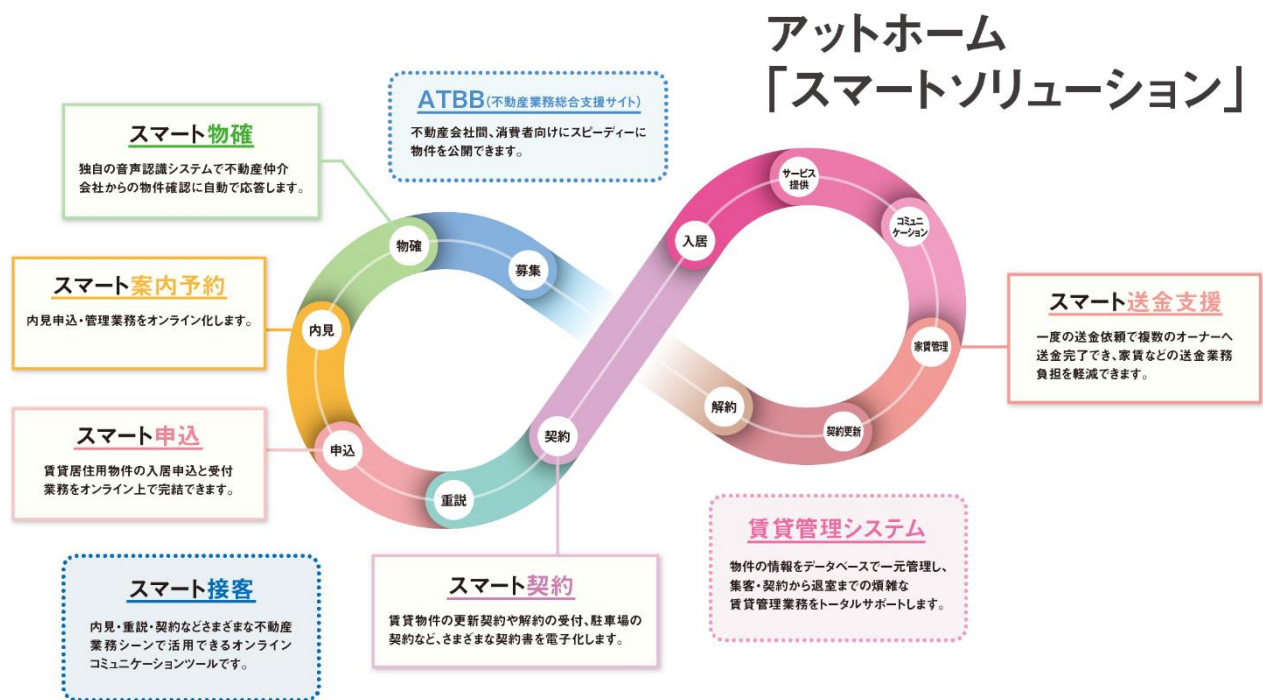 アットホーム
「スマートソリューション」
ATBB(不動産業務総合支援サイト)
不動産会社間、消費者向けにスピーディーに
物件を公開できます。
スマート物確
独自の音声認識システムで不動産仲介
会社からの物件確認に自動で応答します。
スマート案内予約
内見申込・管理業務をオンライン化します。
スマート申込
賃貸居住用物件の入居申込と受付
業務をオンライン上で完結できます。
スマート接客
内見・重説・契約などさまざまな不動産
業務シーンで活用できるオンライン
コミュニケーションツールです。
スマート契約
賃貸物件の更新契約や解約の受付、駐車場の
契約など、さまざまな契約書を電子化します。
賃貸管理システム
物件の情報をデータベースで一元管理し、
集客・契約から退室までの煩雑な
賃貸管理業務をトータルサポートします。
スマート送金支援
一度の送金依頼で複数のオーナーへ
送金完了でき、家賃などの送金業務
負担を軽減できます。
募集
物確
内見
申込
重説
契約
入居
サービス
提供
コミュニ
ケーション
家賃管理
契約更新
解約